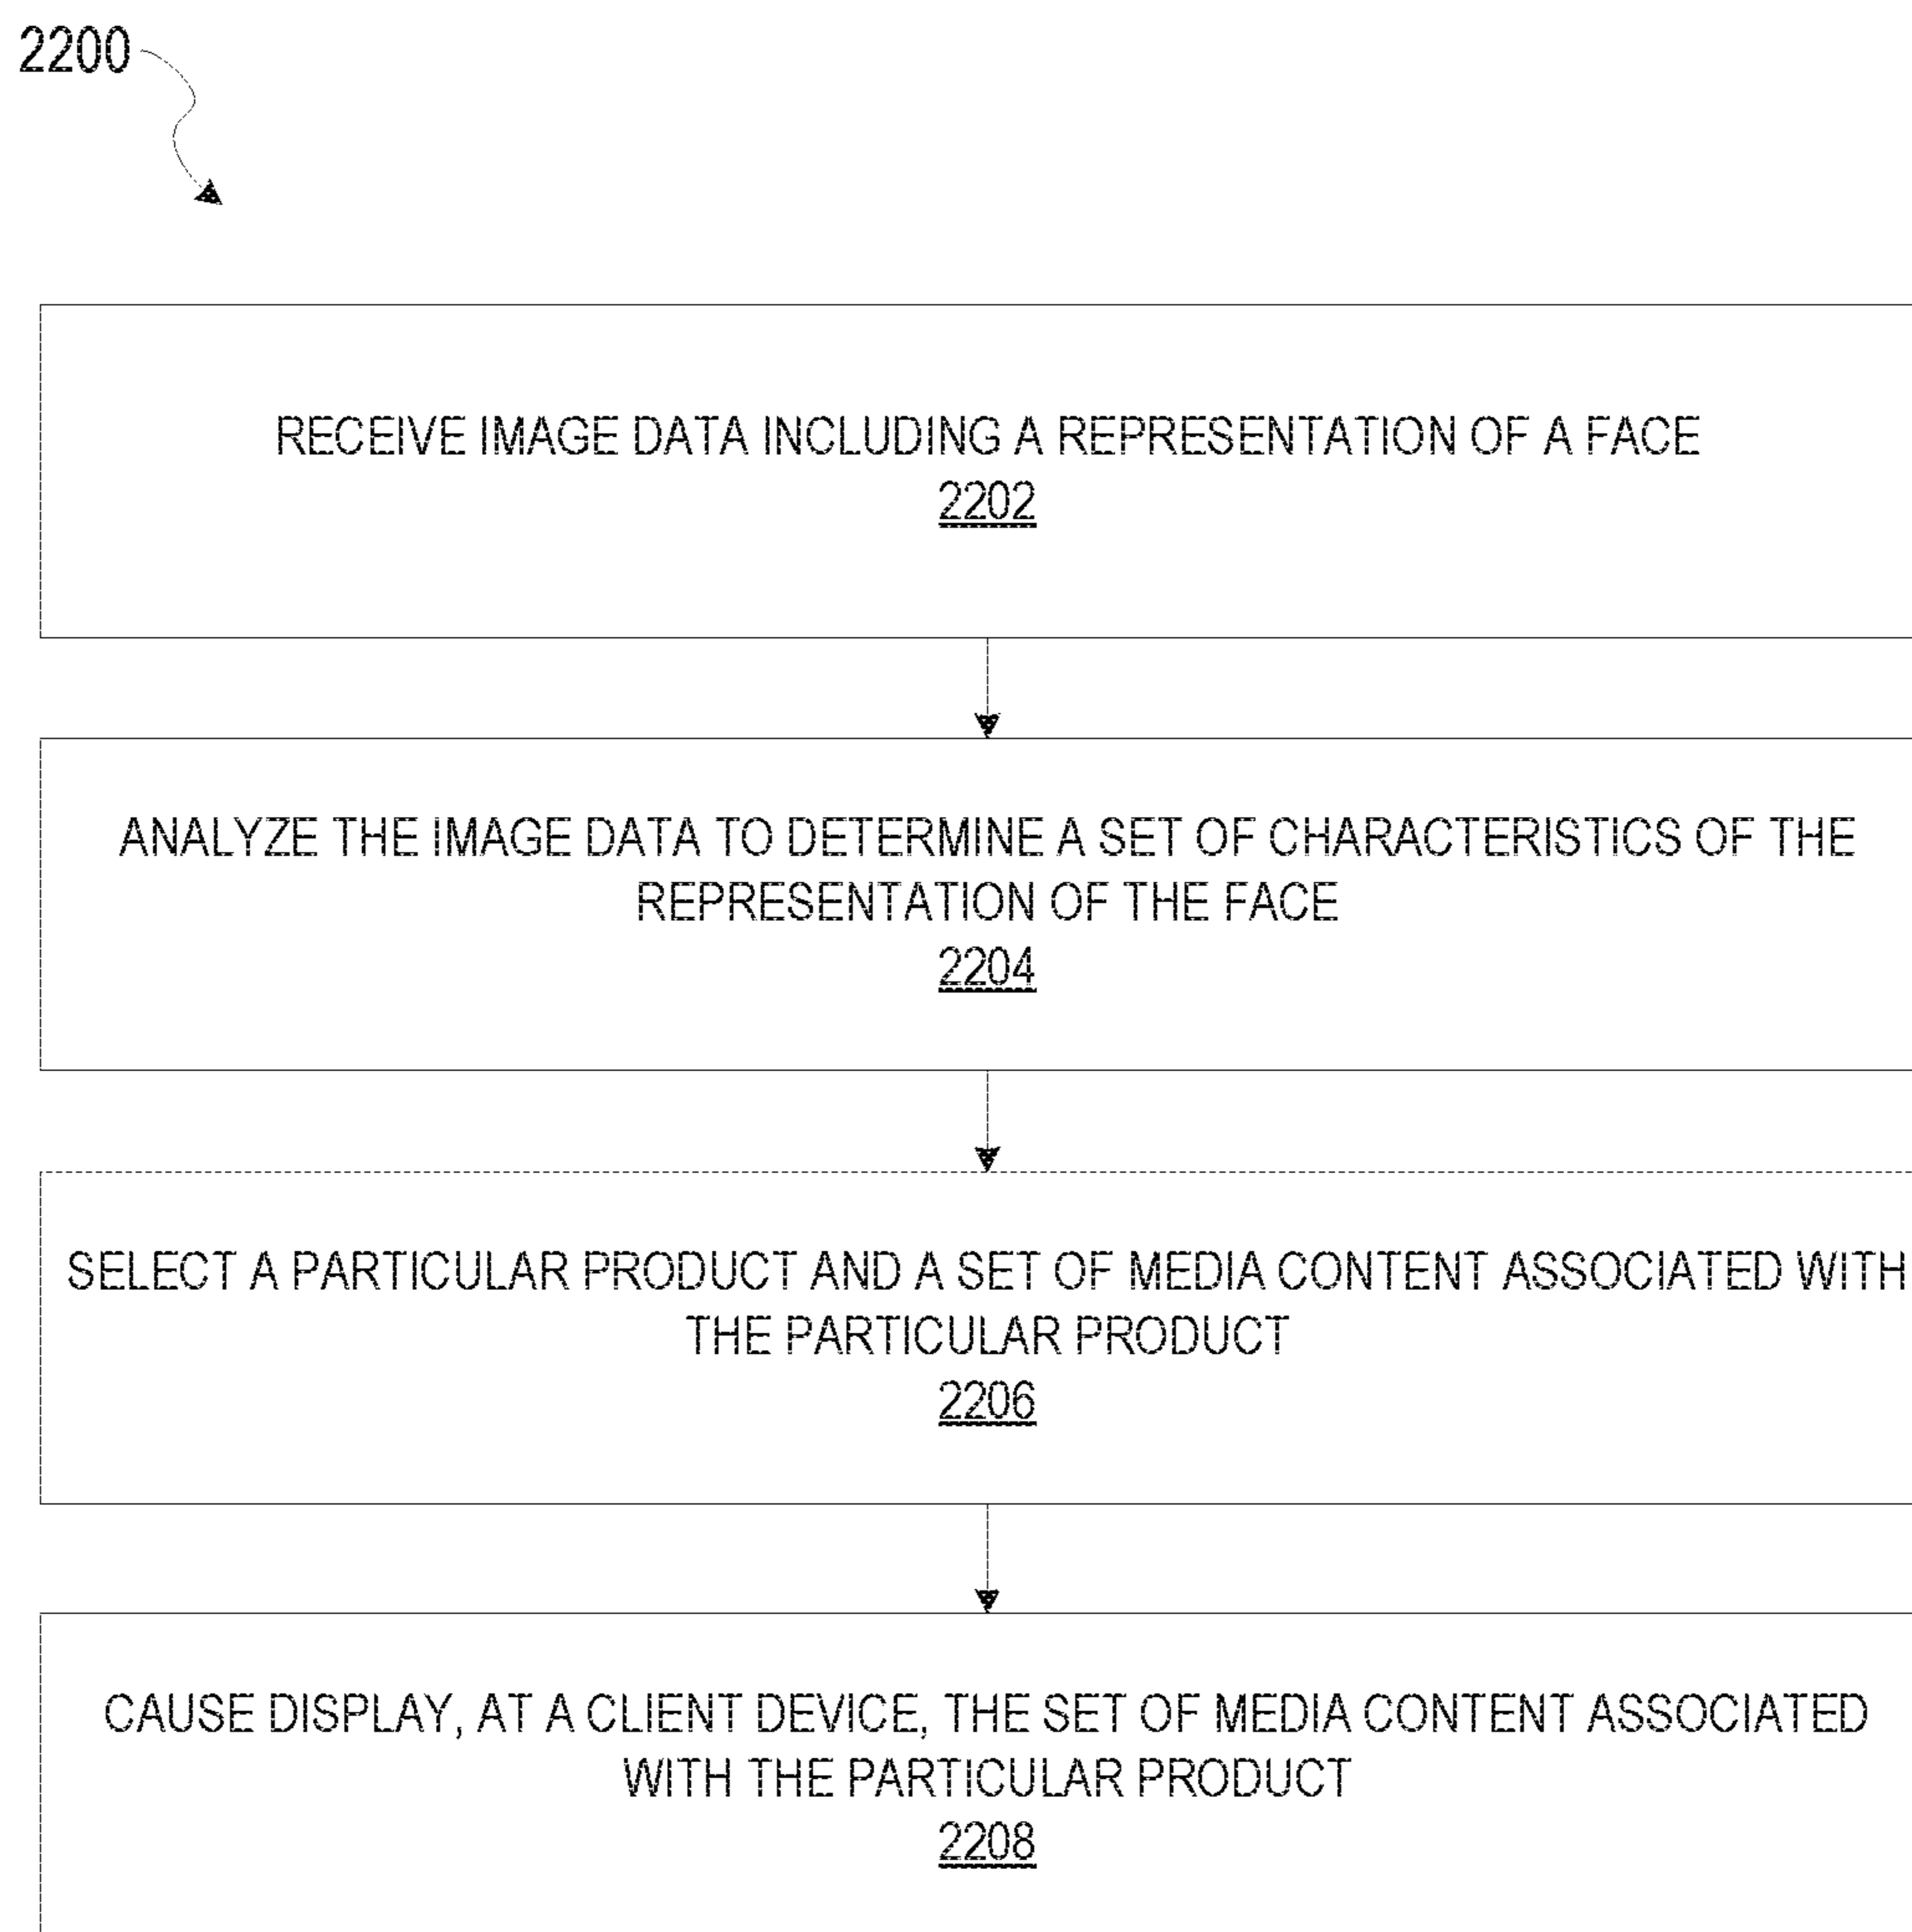 2200
RECEIVE IMAGE DATA INCLUDING A REPRESENTATION OF A FACE
2202
ANALYZE THE IMAGE DATA TO DETERMINE A SET OF CHARACTERISTICS OF THE
REPRESENTATION OF THE FACE
2204
SELECT A PARTICULAR PRODUCT AND A SET OF MEDIA CONTENT ASSOCIATED WITH
THE PARTICULAR PRODUCT
2206
CAUSE DISPLAY, AT A CLIENT DEVICE, THE SET OF MEDIA CONTENT ASSOCIATED
WITH THE PARTICULAR PRODUCT
2208